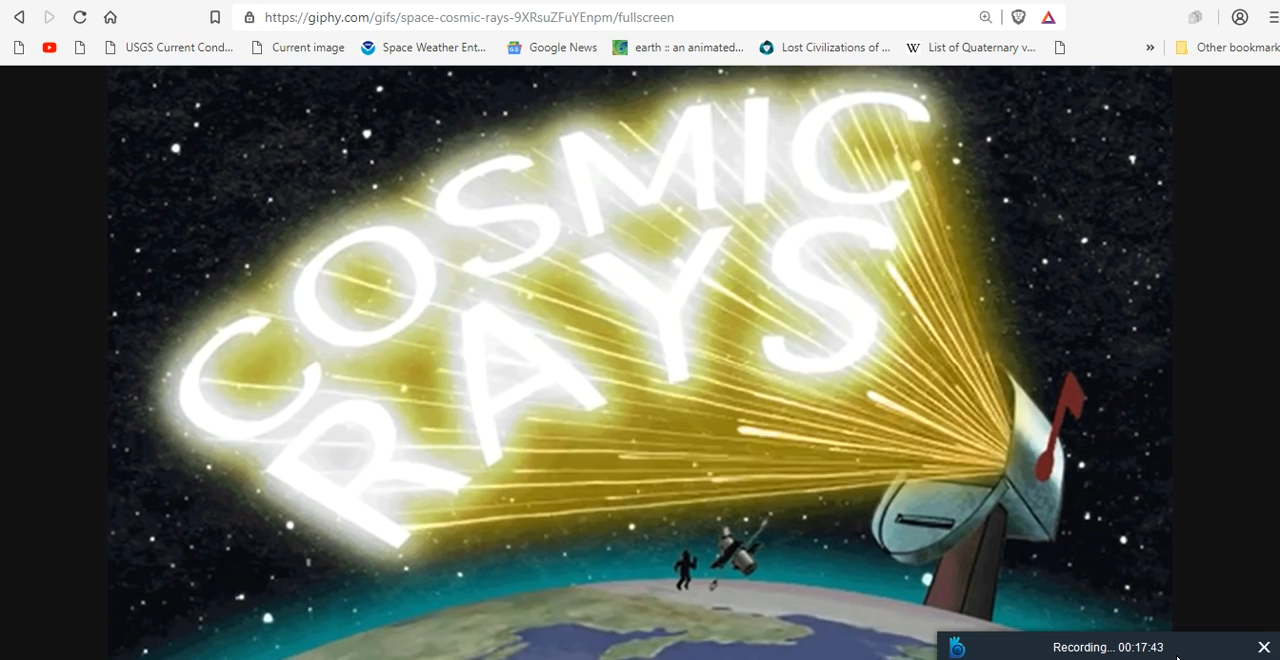 https://giphy.com/gifs/space-cosmic-rays-9XRsuZFuYEnpm/fullscreen
USGS Current Cond... Current image Space Weather Ent... Google News earth :: an animated... Lost Civilizations of ... W List of Quaternary v... » Other bookmark
COSMIC
RAYS
Recording... 00:17:43